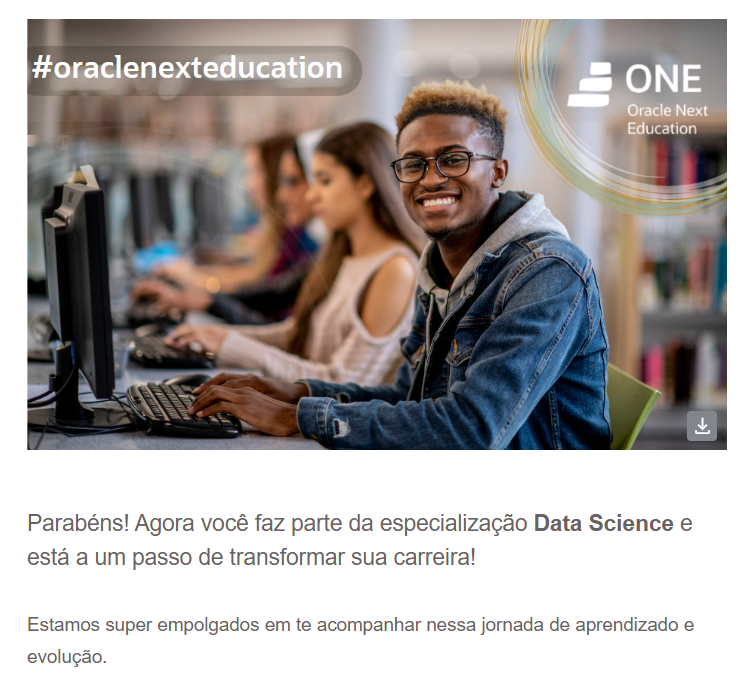 #oraclenexteducation
ONE
Oracle Next
Education
Parabéns! Agora você faz parte da especialização Data Science e
está a um passo de transformar sua carreira!
Estamos super empolgados em te acompanhar nessa jornada de aprendizado e
evolução.